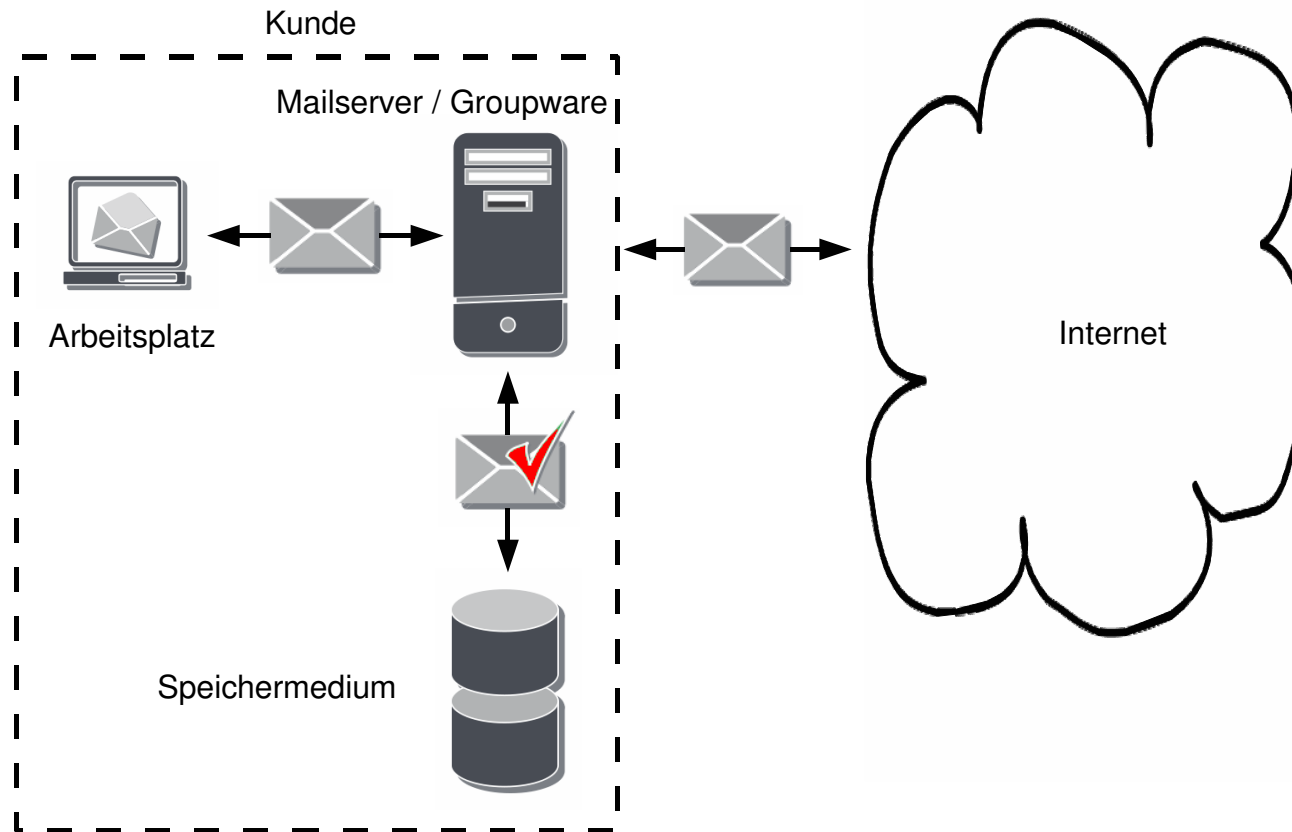 Kunde
Mailserver / Groupware
Arbeitsplatz
Internet
Speichermedium